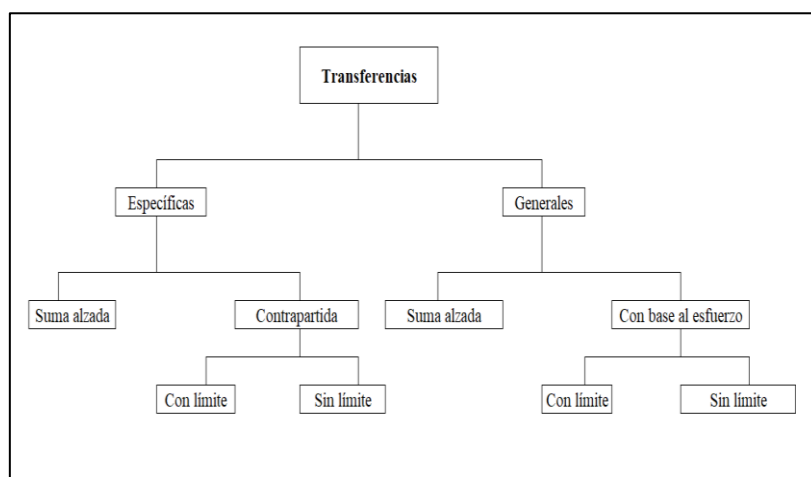 Transferencias
Específicas
Generales
Suma alzada
Contrapartida
Suma alzada
Con base al esfuerzo
Con límite
Sin límite
Con límite
Sin límite